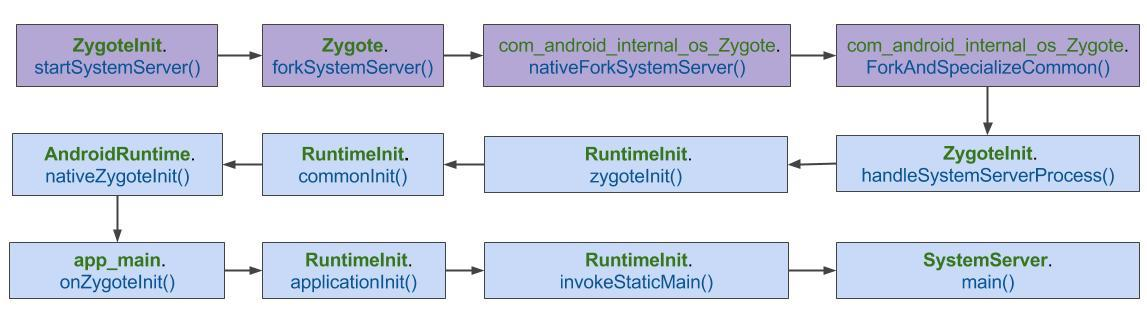 ZygoteInit.
startSystemServer()
Zygote.
forkSystemServer()
com_android_internal_os_Zygote.
nativeForkSystemServer()
com_android_internal_os_Zygote.
ForkAndSpecializeCommon()
ZygoteInit.
handleSystemServerProcess()
RuntimeInit.
zygoteInit()
RuntimeInit.
commonInit()
AndroidRuntime.
nativeZygoteInit()
app_main.
onZygoteInit()
RuntimeInit.
applicationInit()
RuntimeInit.
invokeStaticMain()
SystemServer.
main()